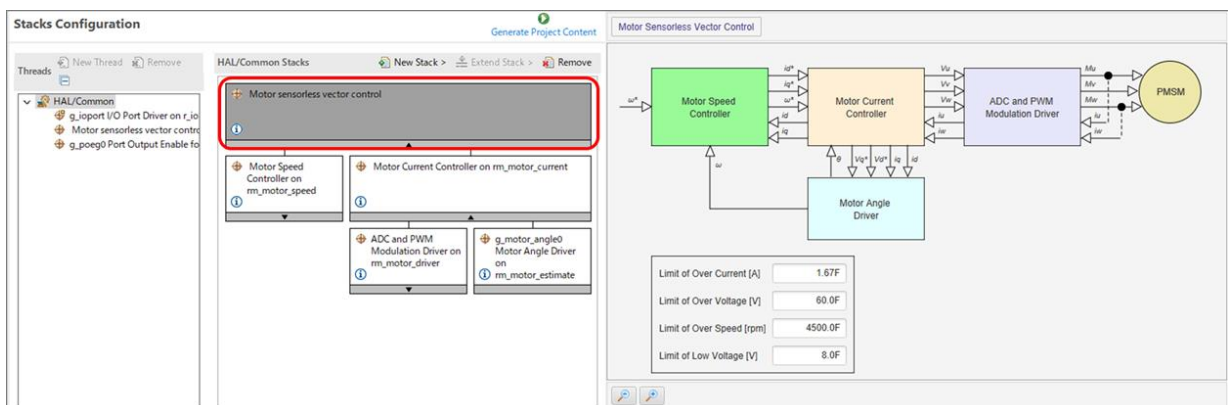 Stacks Configuration
Generate Project Content
Threads
New Thread
Remove
HAL/Common
g_ioport I/O Port Driver on r_io
Motor sensorless vector contrc
g_poeg0 Port Output Enable fo
HAL/Common Stacks
New Stack >
Extend Stack >
Remove
Motor sensorless vector control
Motor Speed
Controller on
rm_motor_speed
Motor Current Controller on rm_motor_current
ADC and PWM
Modulation Driver on
rm_motor_driver
g_motor_angle0
Motor Angle Driver
on
rm_motor_estimate
Motor Sensorless Vector Control
ω*
Motor Speed
Controller
id*
iq*
ω*
id
iq
Motor Current
Controller
Vu
Vv
Vw
iu
iw
ADC and PWM
Modulation Driver
Mu
Mv
Mw
iu
iw
PMSM
ω
θ
Vq*
Vd*
iq
id
Motor Angle
Driver
Limit of Over Current [A] 1.67F
Limit of Over Voltage [V] 60.0F
Limit of Over Speed [rpm] 4500.0F
Limit of Low Voltage [V] 8.0F